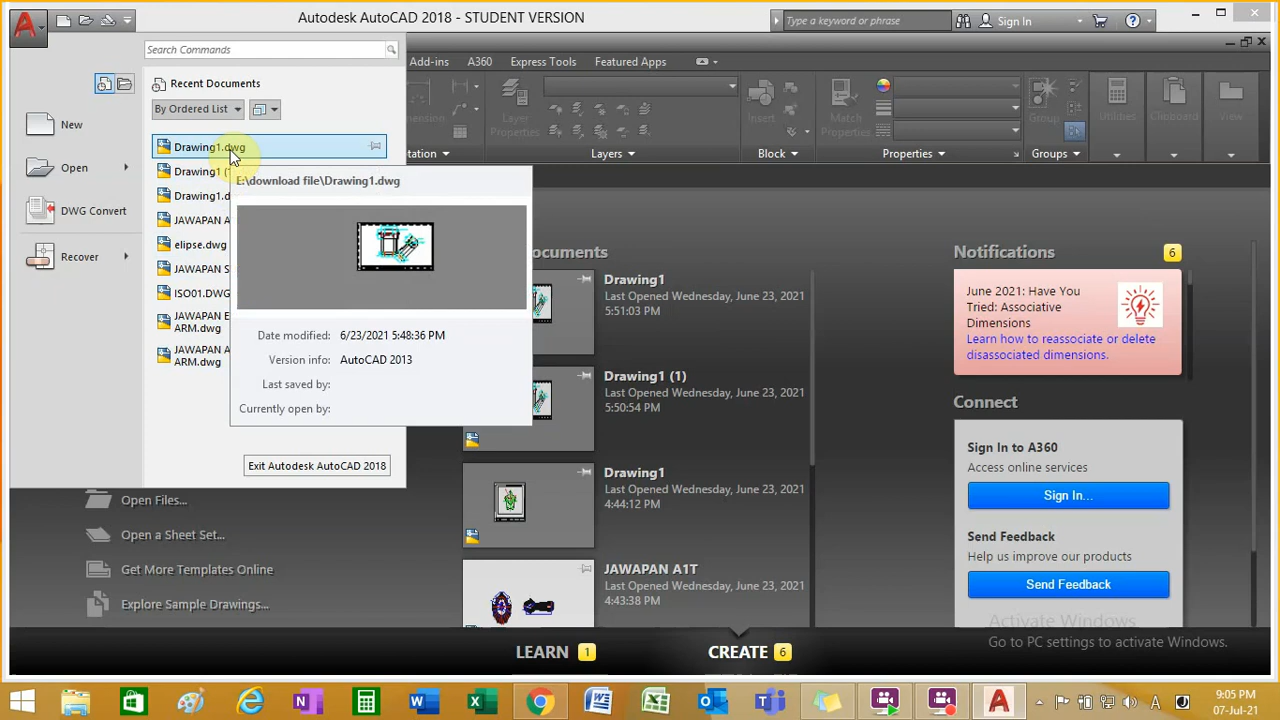 Autodesk AutoCAD 2018 - STUDENT VERSION
Type a keyword or phrase
Sign In
Search Commands
Add-ins
A360
Express Tools
Featured Apps
Recent Documents
By Ordered List
New
Open
DWG Convert
Recover
Layer
Properties
Insert
Match
Properties
Group
Utilities
Clipboard
View
Layers
Block
Properties
Groups
Drawing1.dwg
Drawing1
Drawing1.d
JAWAPAN A
elipse.dwg
JAWAPAN S
ISO01.DWG
JAWAPAN E
ARM.dwg
JAWAPAN A
ARM.dwg
E:\download file\Drawing1.dwg
Date modified: 6/23/2021 5:48:36 PM
Version info: AutoCAD 2013
Last saved by:
Currently open by:
Exit Autodesk AutoCAD 2018
Open Files...
Open a Sheet Set...
Get More Templates Online
Explore Sample Drawings...
ocuments
Drawing1
Last Opened Wednesday, June 23, 2021
5:51:03 PM
Drawing1 (1)
Last Opened Wednesday, June 23, 2021
5:50:54 PM
Drawing1
Last Opened Wednesday, June 23, 2021
4:44:12 PM
JAWAPAN A1T
Last Opened Wednesday, June 23, 2021
4:43:38 PM
Notifications
6
June 2021: Have You
Tried: Associative
Dimensions
Learn how to reassociate or delete
disassociated dimensions.
Connect
Sign In to A360
Access online services
Sign In...
Send Feedback
Help us improve our products
Send Feedback
Activate Windows
Go to PC settings to activate Windows.
LEARN 1
CREATE 6
9:05 PM
07-Jul-21